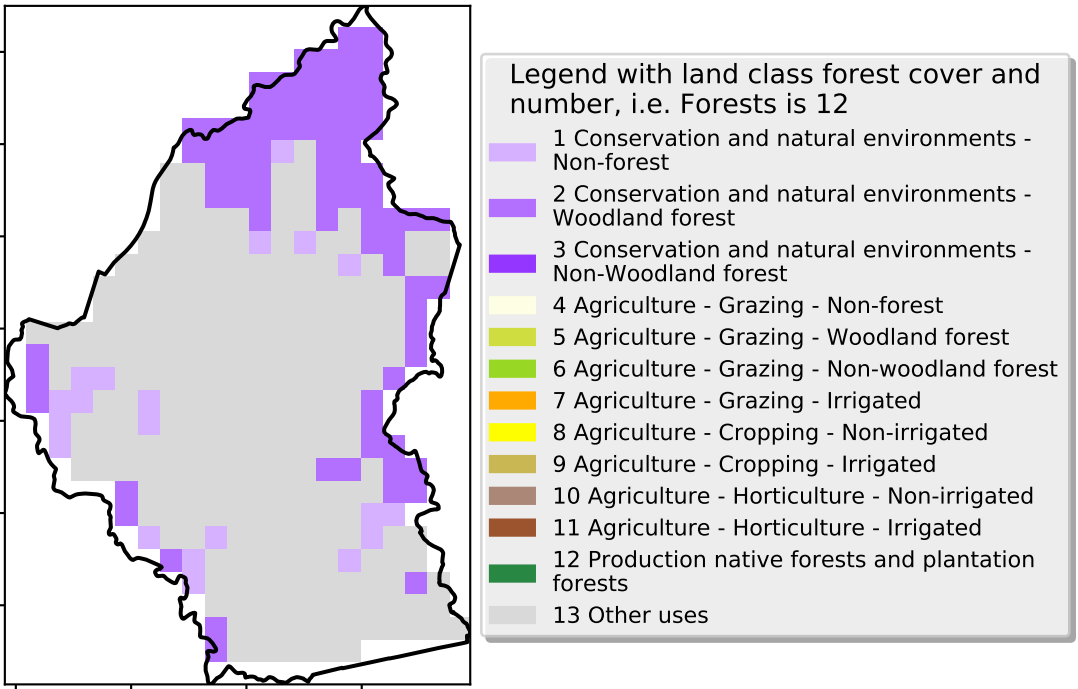 Legend with land class forest cover and
number, i.e. Forests is 12
1 Conservation and natural environments -
Non-forest
2 Conservation and natural environments -
Woodland forest
3 Conservation and natural environments -
Non-Woodland forest
4 Agriculture - Grazing - Non-forest
5 Agriculture - Grazing - Woodland forest
6 Agriculture - Grazing - Non-woodland forest
7 Agriculture - Grazing - Irrigated
8 Agriculture - Cropping - Non-irrigated
9 Agriculture - Cropping - Irrigated
10 Agriculture - Horticulture - Non-irrigated
11 Agriculture - Horticulture - Irrigated
12 Production native forests and plantation
forests
13 Other uses